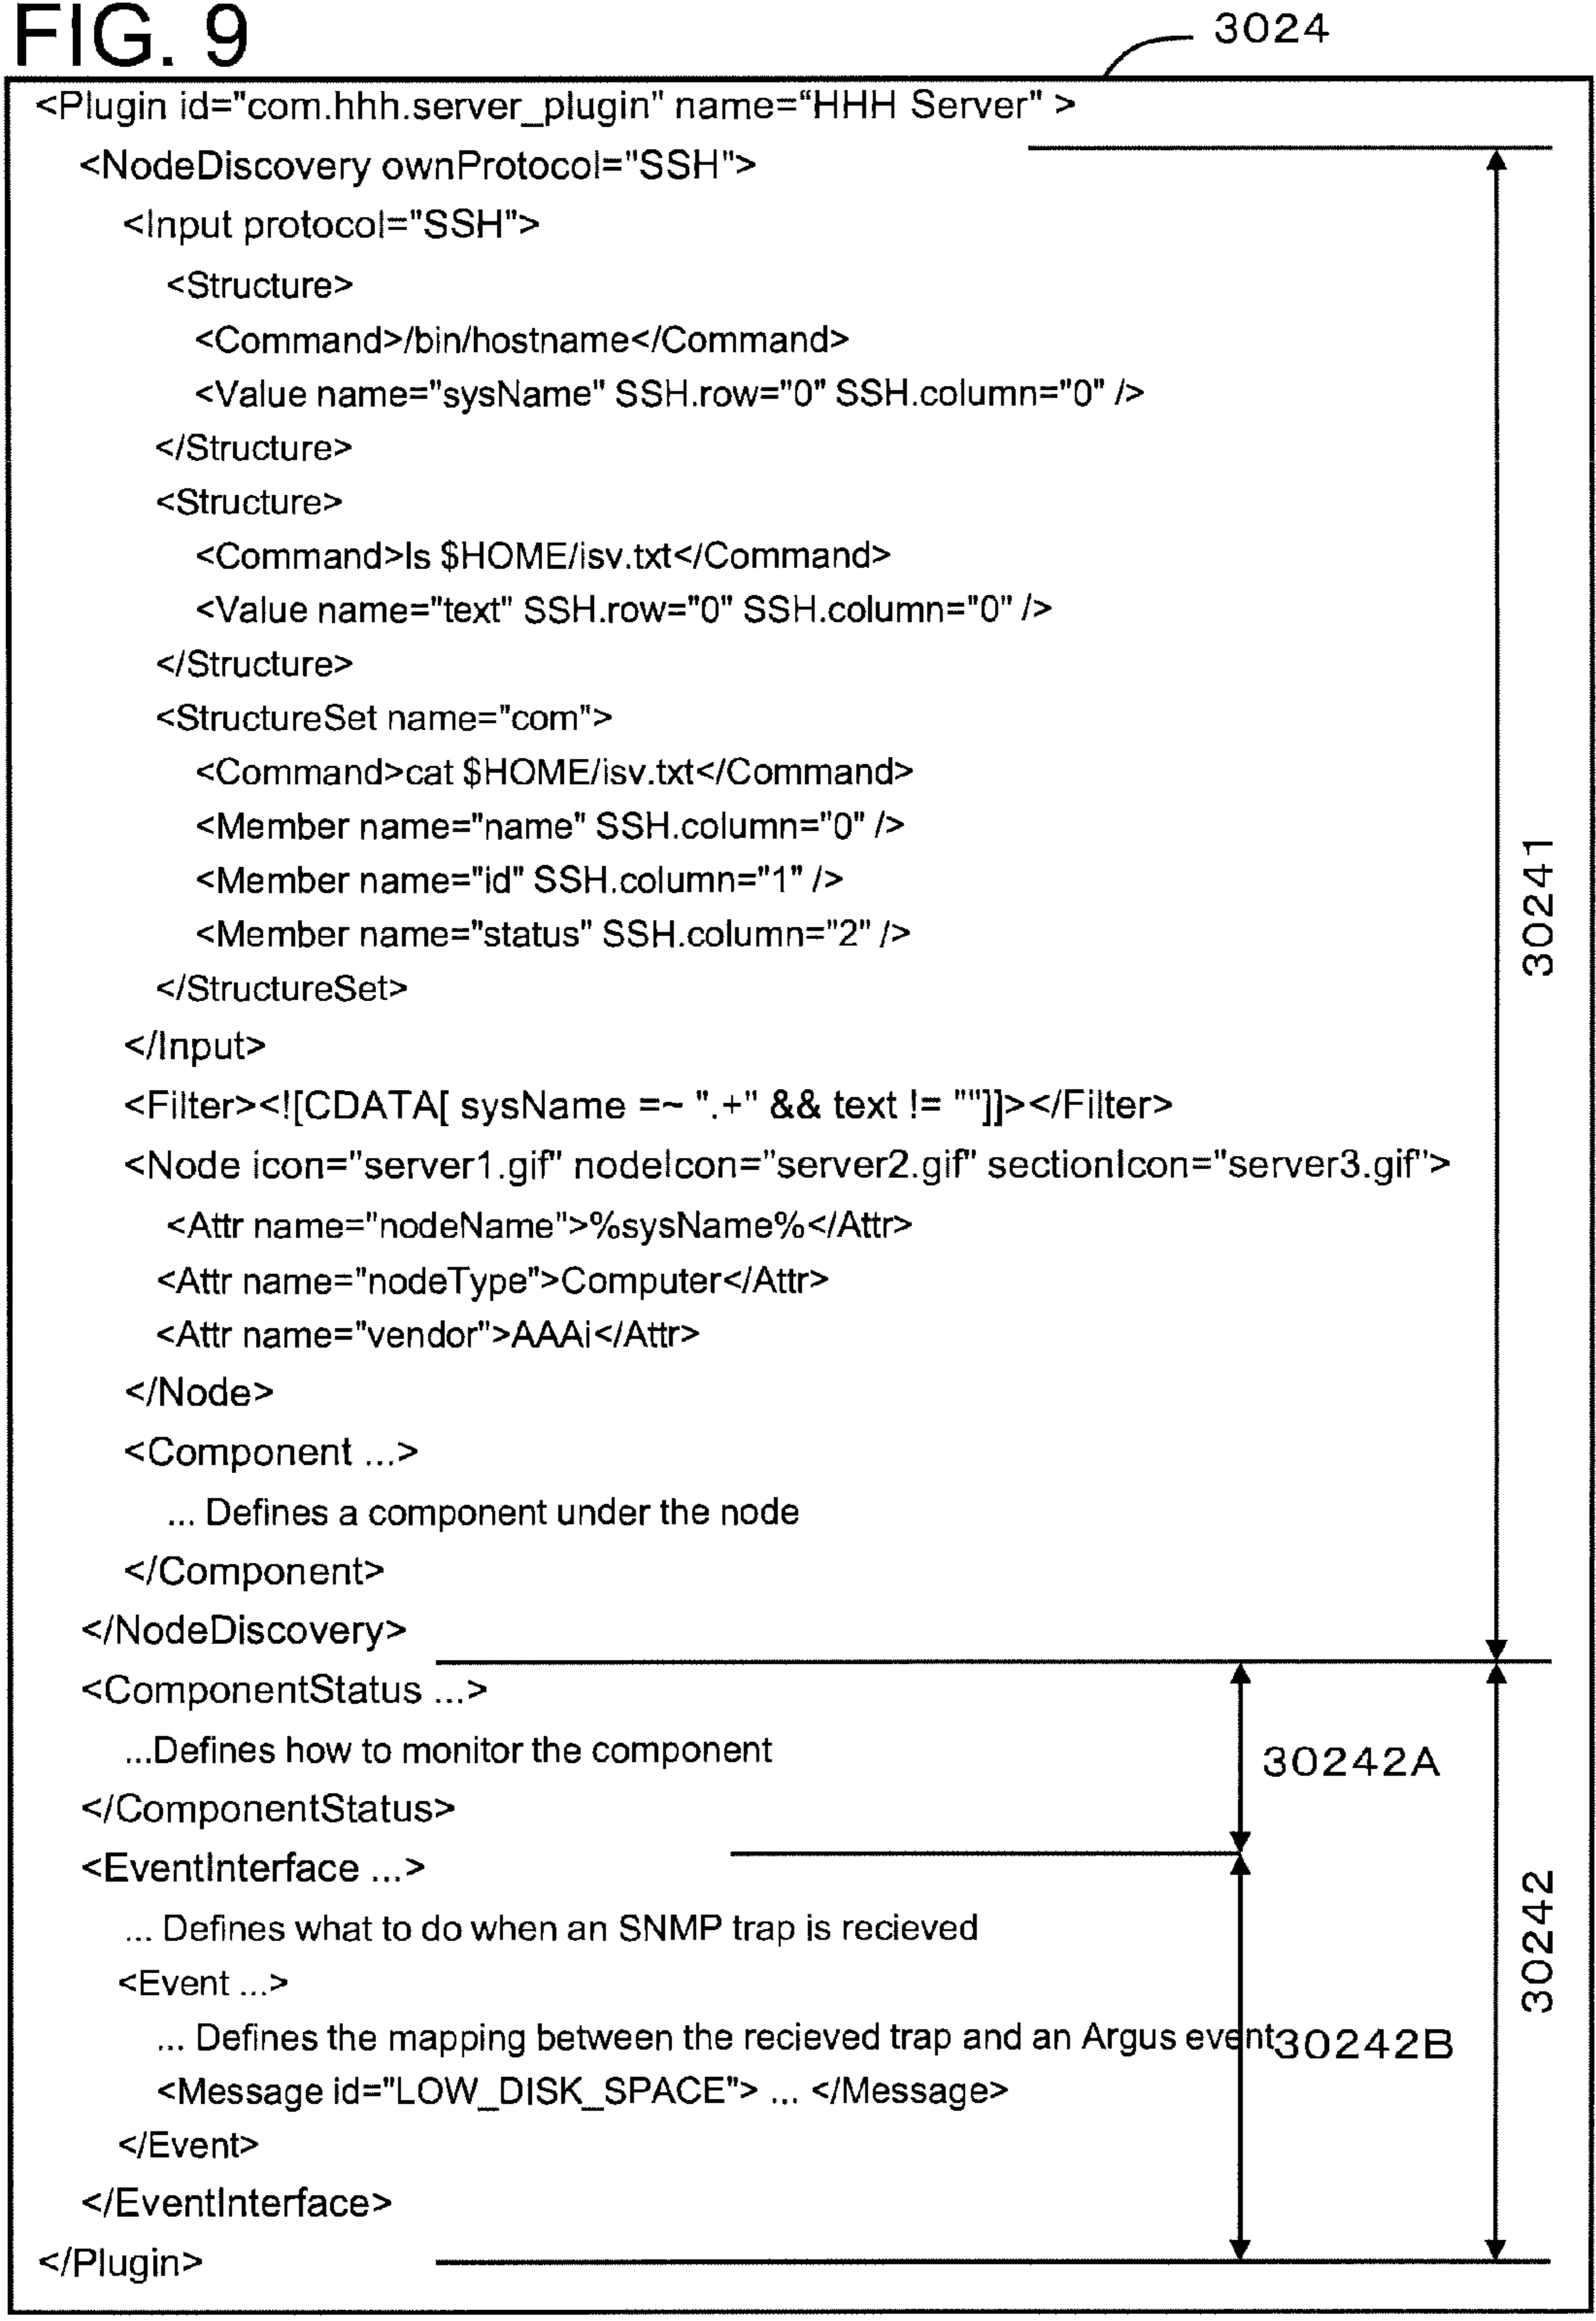 FIG. 9
3024
<Plugin id="com.hhh.server_plugin" name="HHH Server" >
<NodeDiscovery ownProtocol="SSH">
<Input protocol="SSH">
<Structure>
<Command>/bin/hostname</Command>
<Value name="sysName" SSH.row="0" SSH.column="0" />
</Structure>
<Structure>
<Command>ls $HOME/isv.txt</Command>
<Value name="text" SSH.row="0" SSH.column="0" />
</Structure>
<StructureSet name="com">
<Command>cat $HOME/isv.txt</Command>
<Member name="name" SSH.column="0" />
<Member name="id" SSH.column="1" />
<Member name="status" SSH.column="2" />
</StructureSet>
</Input>
<Filter><![CDATA[ sysName =~ ".+" && text != ""]]></Filter>
<Node icon="server1.gif" nodeIcon="server2.gif" sectionIcon="server3.gif">
<Attr name="nodeName">%sysName%</Attr>
<Attr name="nodeType">Computer</Attr>
<Attr name="vendor">AAAi</Attr>
</Node>
<Component ...>
... Defines a component under the node
</Component>
</NodeDiscovery>
30241
<ComponentStatus ...>
...Defines how to monitor the component
</ComponentStatus>
30242A
<EventInterface ...>
... Defines what to do when an SNMP trap is recieved
<Event ...>
... Defines the mapping between the recieved trap and an Argus event
<Message id="LOW_DISK_SPACE"> ... </Message>
</Event>
</EventInterface>
30242B
30242
</Plugin>